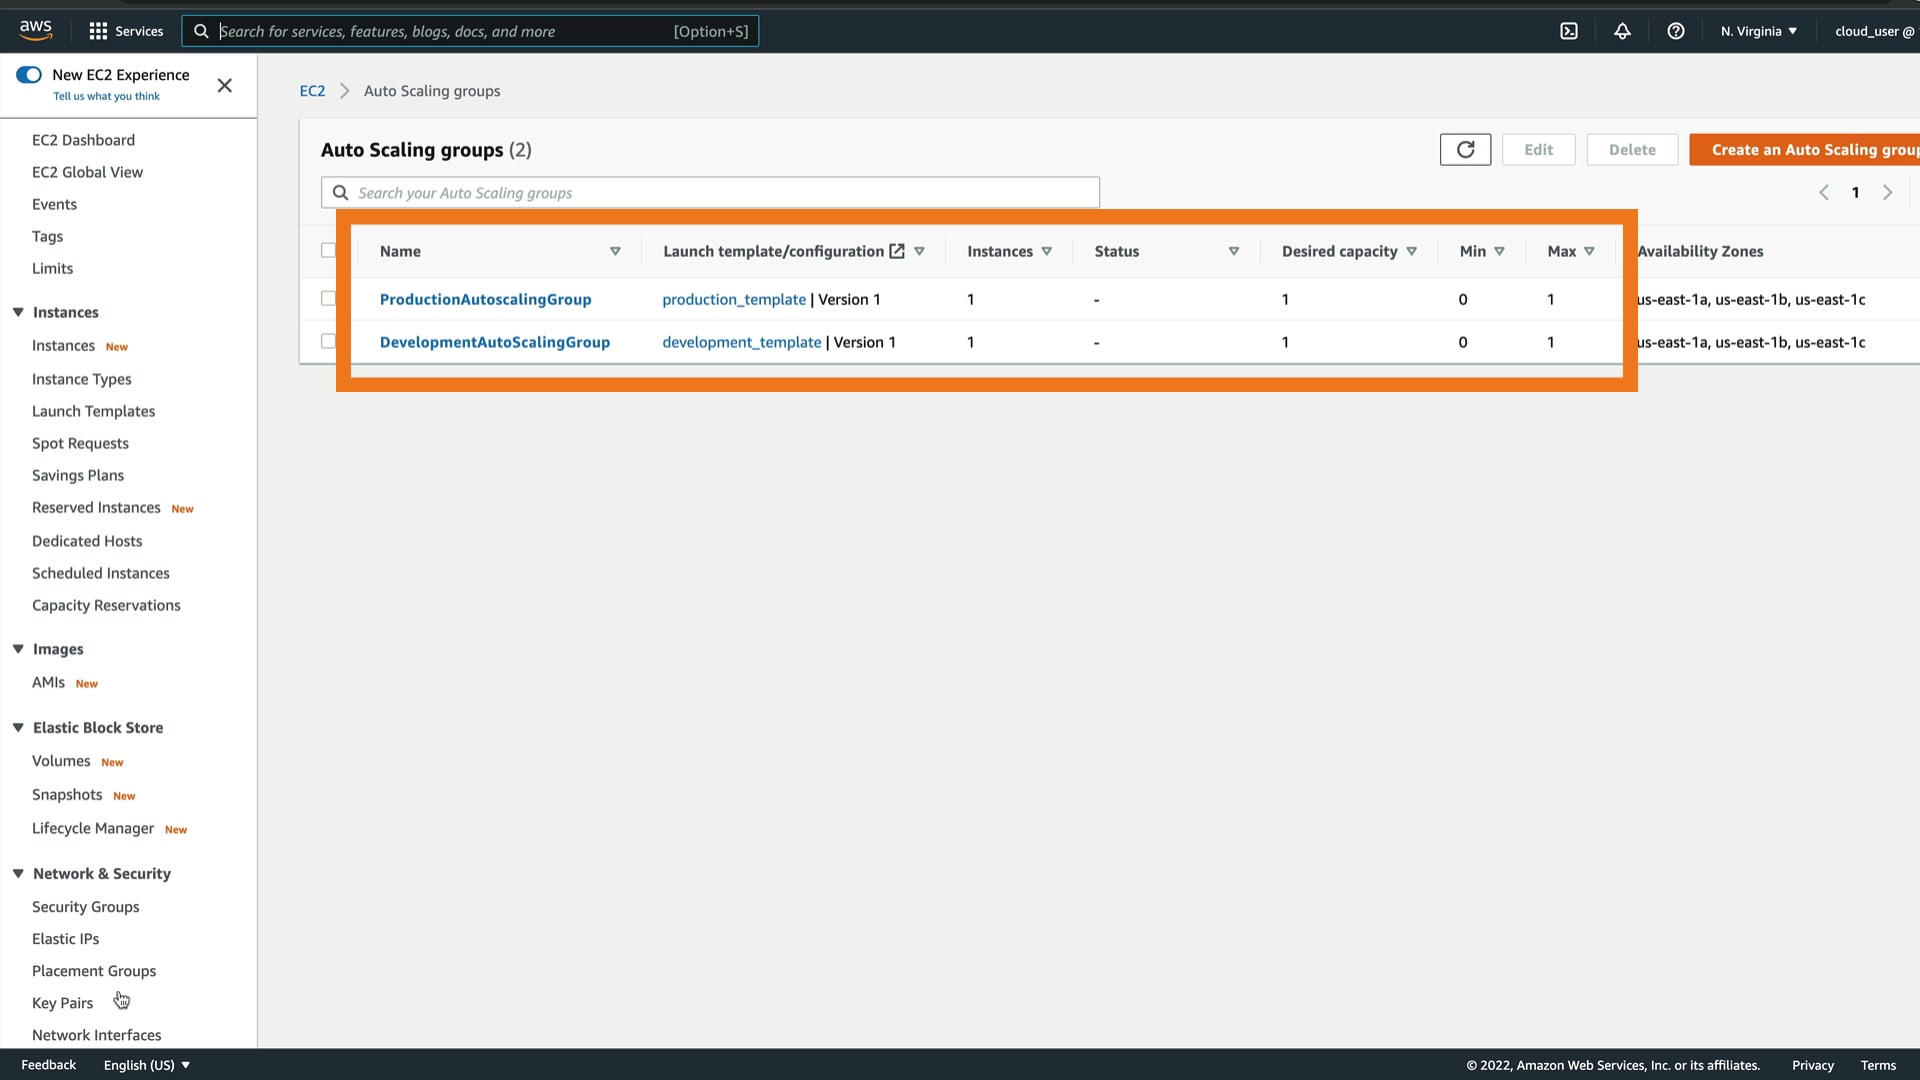 aws
Services
Search for services, features, blogs, docs, and more [Option+S]
N. Virginia
cloud_user @
New EC2 Experience
Tell us what you think
EC2 Dashboard
EC2 Global View
Events
Tags
Limits
Instances
Instances New
Instance Types
Launch Templates
Spot Requests
Savings Plans
Reserved Instances New
Dedicated Hosts
Scheduled Instances
Capacity Reservations
Images
AMIs New
Elastic Block Store
Volumes New
Snapshots New
Lifecycle Manager New
Network & Security
Security Groups
Elastic IPs
Placement Groups
Key Pairs
Network Interfaces
EC2 > Auto Scaling groups
Auto Scaling groups (2)
Edit
Delete
Create an Auto Scaling group
Search your Auto Scaling groups
1
Name Launch template/configuration Instances Status Desired capacity Min Max Availability Zones
ProductionAutoscalingGroup production_template | Version 1 1 - 1 0 1 us-east-1a, us-east-1b, us-east-1c
DevelopmentAutoScalingGroup development_template | Version 1 1 - 1 0 1 us-east-1a, us-east-1b, us-east-1c
Feedback English (US)
© 2022, Amazon Web Services, Inc. or its affiliates. Privacy Terms